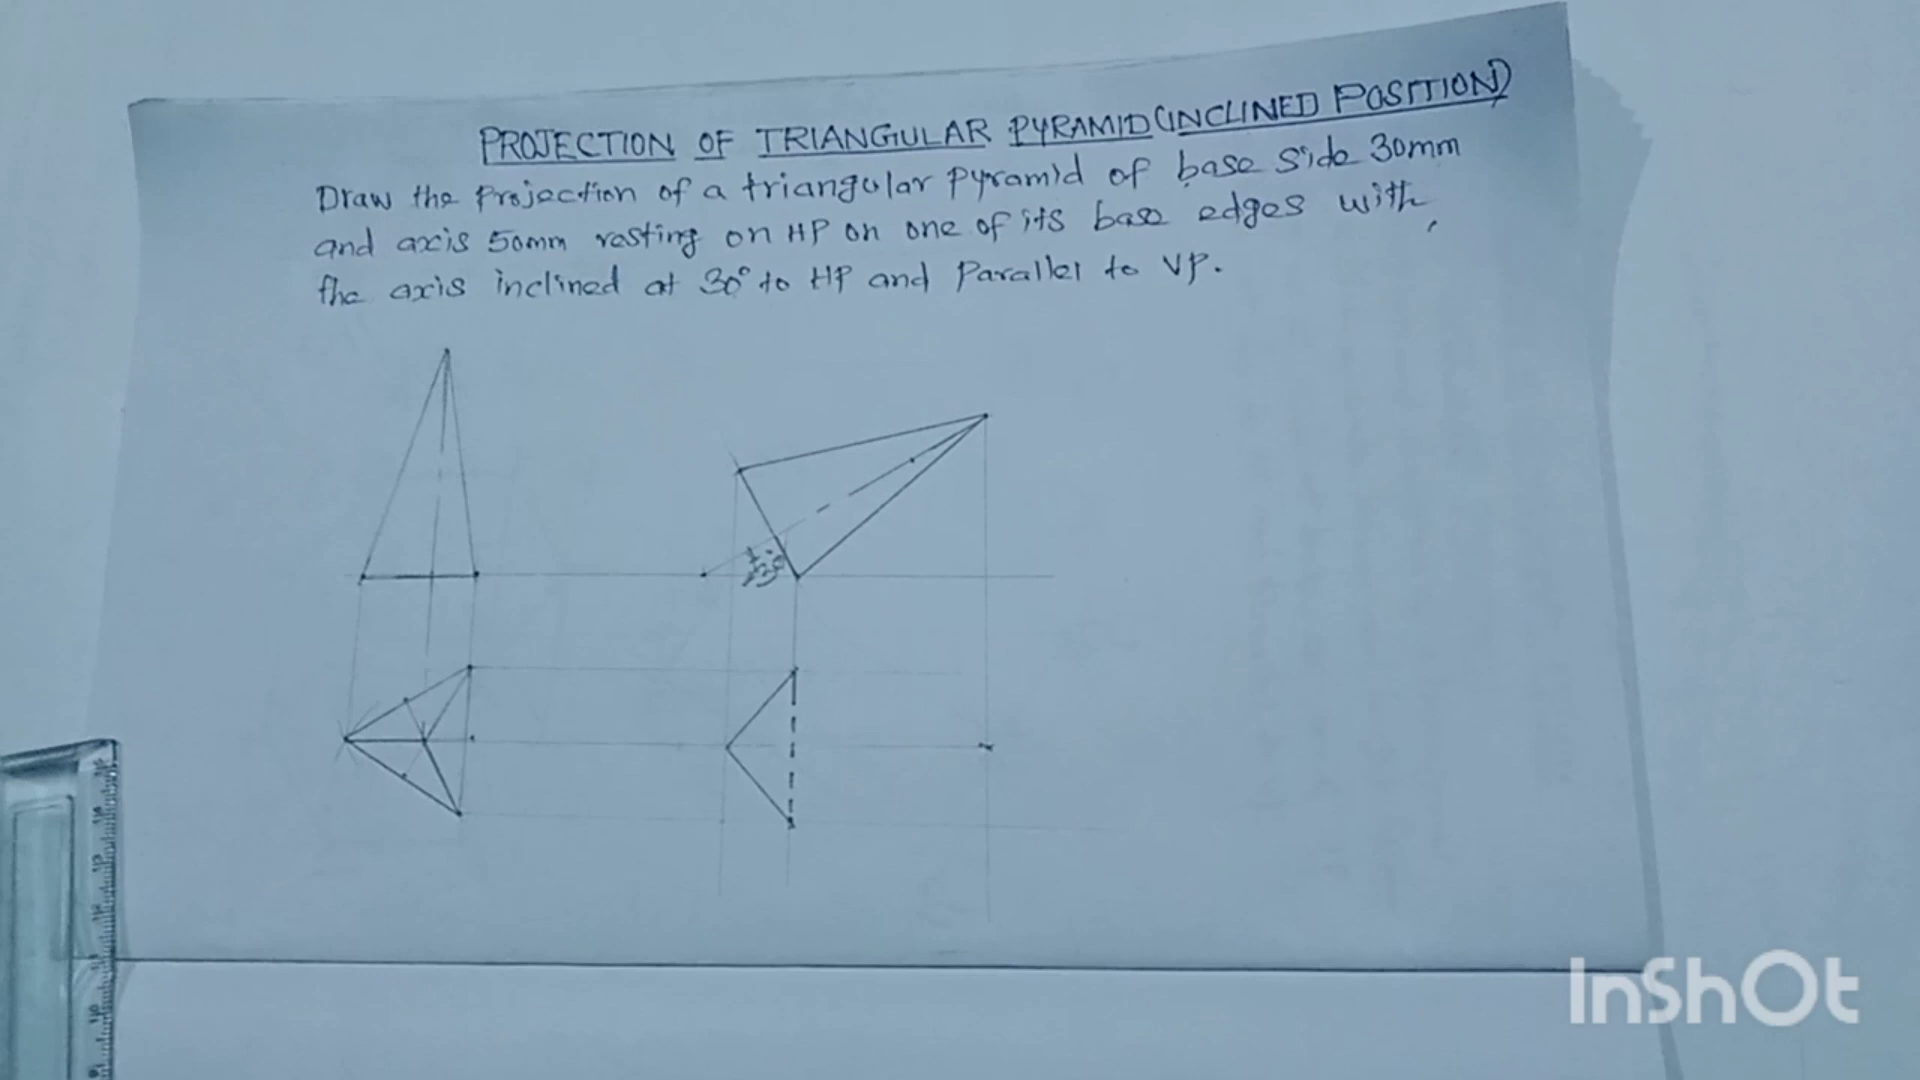 PROJECTION OF TRIANGULAR PYRAMID (INCLINED POSITION)
Draw the Projection of a triangular pyramid of base side 30mm
and axis 50mm resting on HP on one of its base edges with
the axis inclined at 30° to HP and Parallel to VP.
30°
InShOt